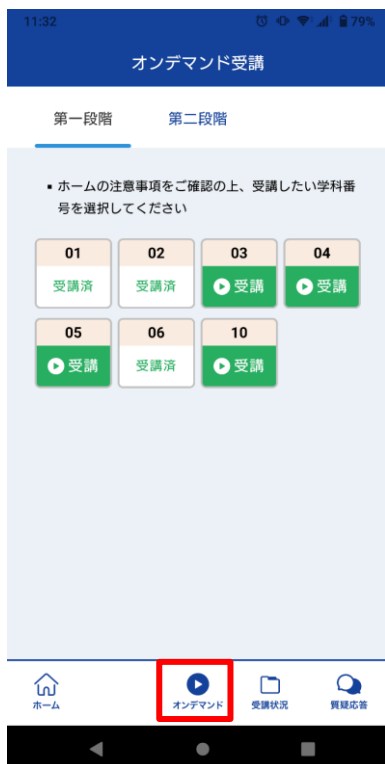 11:32 79%
オンデマンド受講
第一段階 第二段階
▪ ホームの注意事項をご確認の上、受講したい学科番
号を選択してください
01 02 03 04
受講済 受講済 受講 受講
05 06 10
受講 受講済 受講
ホーム オンデマンド 受講状況 質疑応答